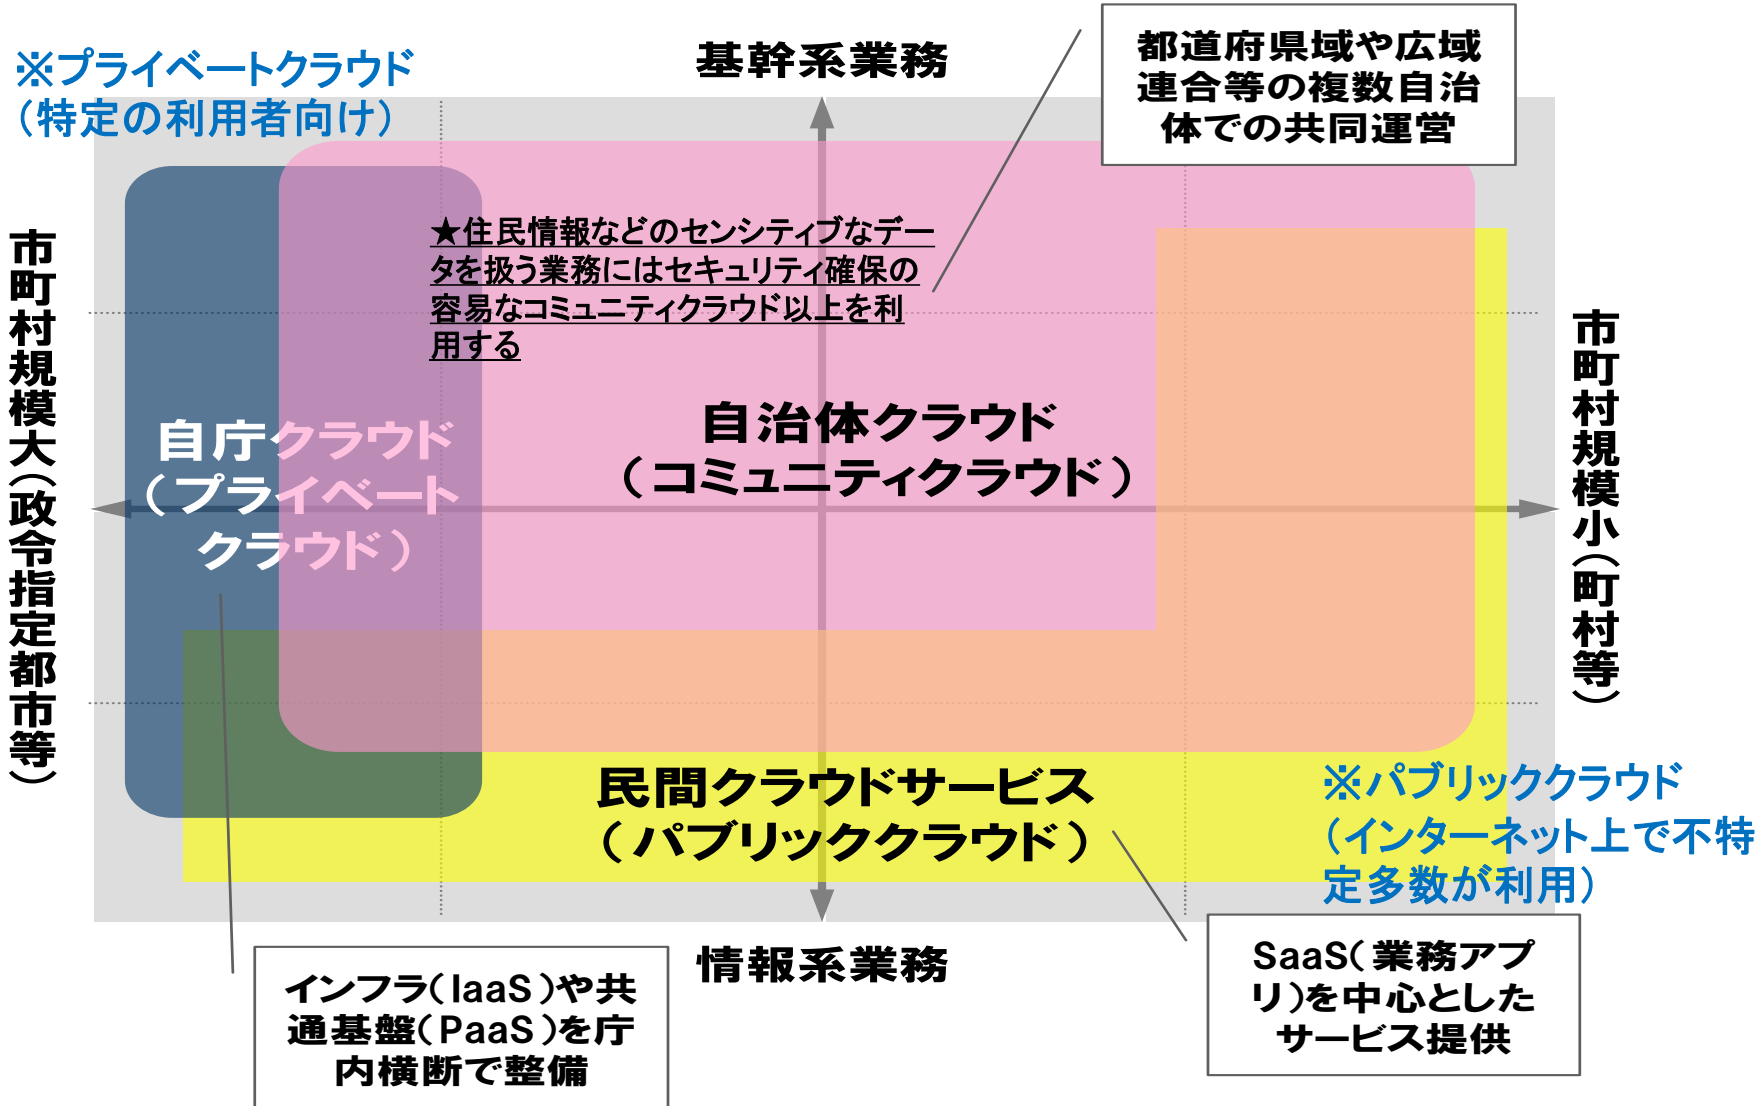 ※プライベートクラウド
（特定の利用者向け）
基幹系業務
都道府県域や広域
連合等の複数自治
体での共同運営
★住民情報などのセンシティブなデー
タを扱う業務にはセキュリティ確保の
容易なコミュニティクラウド以上を利
用する
市町村規模大（政令指定都市等）
市町村規模小（町村等）
自庁クラウド
（プライベート
クラウド）
自治体クラウド
（コミュニティクラウド）
民間クラウドサービス
（パブリッククラウド）
※パブリッククラウド
（インターネット上で不特
定多数が利用）
情報系業務
インフラ（IaaS）や共
通基盤（PaaS）を庁
内横断で整備
SaaS（業務アプ
リ）を中心とした
サービス提供